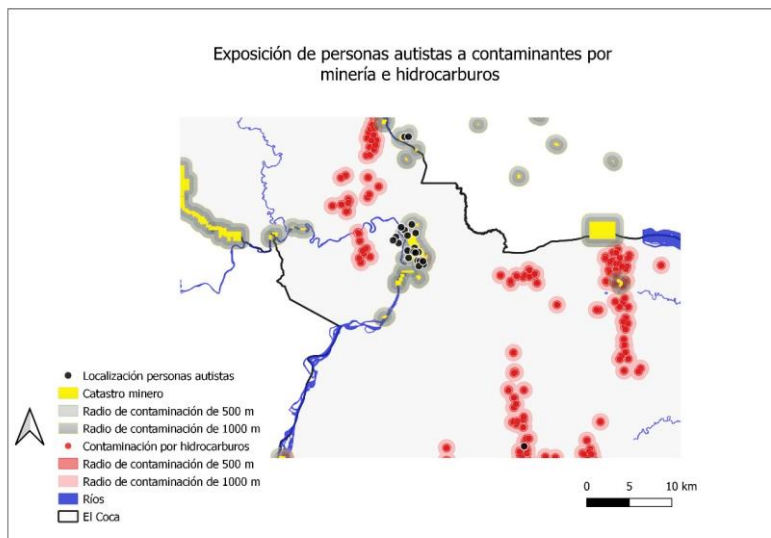 Exposición de personas autistas a contaminantes por
minería e hidrocarburos
Localización personas autistas
Catastro minero
Radio de contaminación de 500 m
Radio de contaminación de 1000 m
Contaminación por hidrocarburos
Radio de contaminación de 500 m
Radio de contaminación de 1000 m
Ríos
El Coca
0 5 10 km